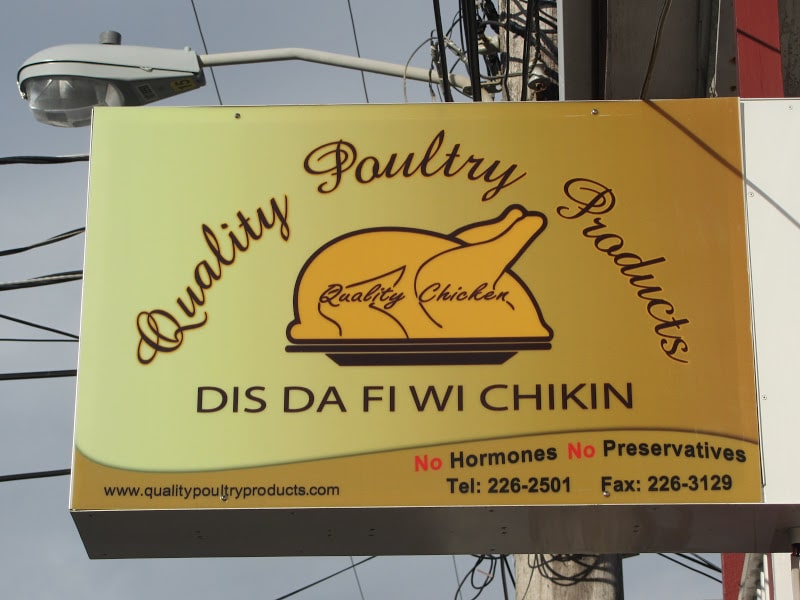 Quality Poultry Products
Quality Chicken
DIS DA FI WI CHIKIN
No Hormones No Preservatives
www.qualitypoultryproducts.com
Tel: 226-2501 Fax: 226-3129